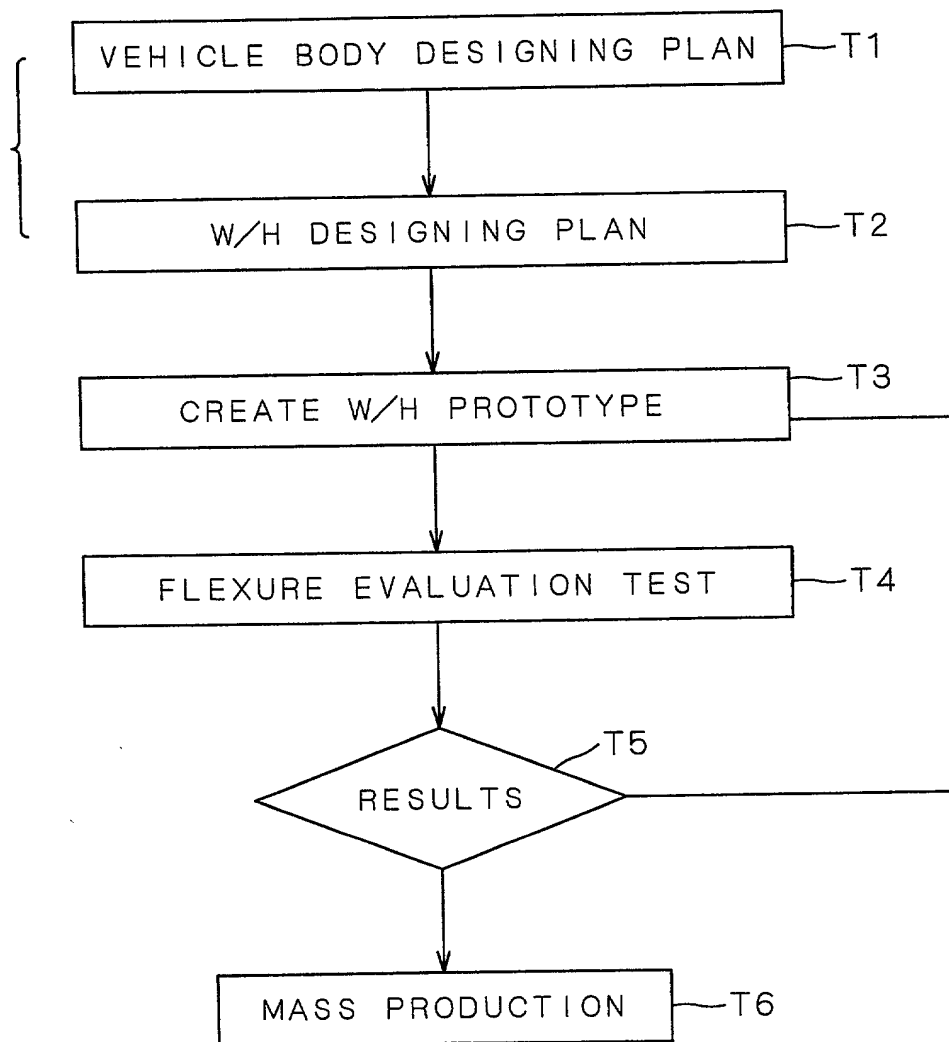 VEHICLE BODY DESIGNING PLAN T1
W/H DESIGNING PLAN T2
CREATE W/H PROTOTYPE T3
FLEXURE EVALUATION TEST T4
RESULTS T5
MASS PRODUCTION T6